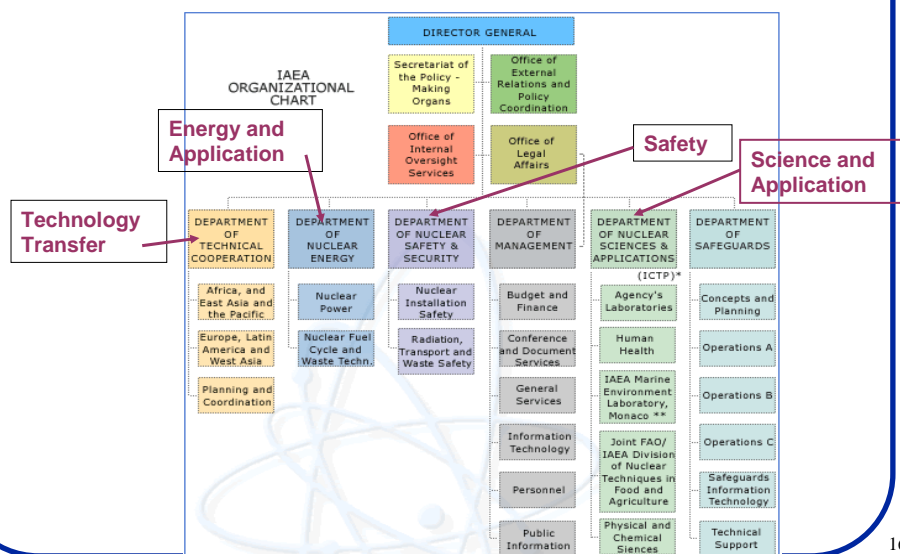 DIRECTOR GENERAL
IAEA
ORGANIZATIONAL
CHART
Secretariat of
the Policy -
Making
Organs
Office of
External
Relations and
Policy
Coordination
Energy and
Application
Office of
Internal
Oversight
Services
Office of
Legal
Affairs
Safety
Science and
Application
Technology
Transfer
DEPARTMENT
OF
TECHNICAL
COOPERATION
DEPARTMENT
OF
NUCLEAR
ENERGY
DEPARTMENT
OF NUCLEAR
SAFETY &
SECURITY
DEPARTMENT
OF
MANAGEMENT
DEPARTMENT
OF NUCLEAR
SCIENCES &
APPLICATIONS
DEPARTMENT
OF
SAFEGUARDS
(ICTP)*
Africa, and
East Asia and
the Pacific
Europe, Latin
America and
West Asia
Planning and
Coordination
Nuclear
Power
Nuclear Fuel
Cycle and
Waste Techn.
Nuclear
Installation
Safety
Radiation,
Transport and
Waste Safety
Budget and
Finance
Conference
and Document
Services
General
Services
Information
Technology
Personnel
Public
Information
Agency's
Laboratories
Human
Health
IAEA Marine
Environment
Laboratory,
Monaco **
Joint FAO/
IAEA Division
of Nuclear
Techniques in
Food and
Agriculture
Physical and
Chemical
Siences
Concepts and
Planning
Operations A
Operations B
Operations C
Safeguards
Information
Technology
Technical
Support